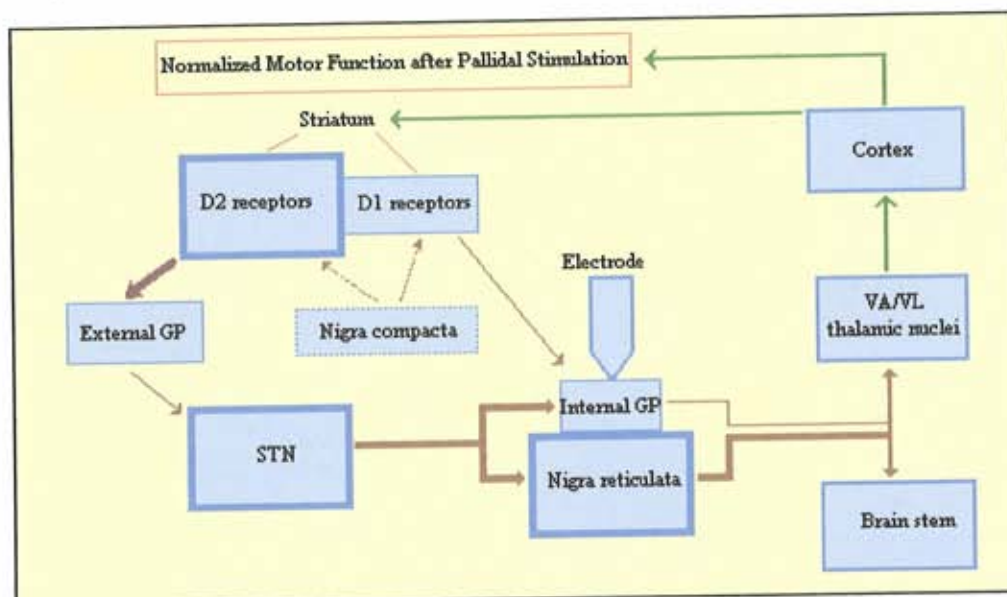 Normalized Motor Function after Pallidal Stimulation
Striatum
Cortex
D2 receptors
D1 receptors
Electrode
External GP
Nigra compacta
VA/VL
thalamic nuclei
Internal GP
STN
Nigra reticulata
Brain stem